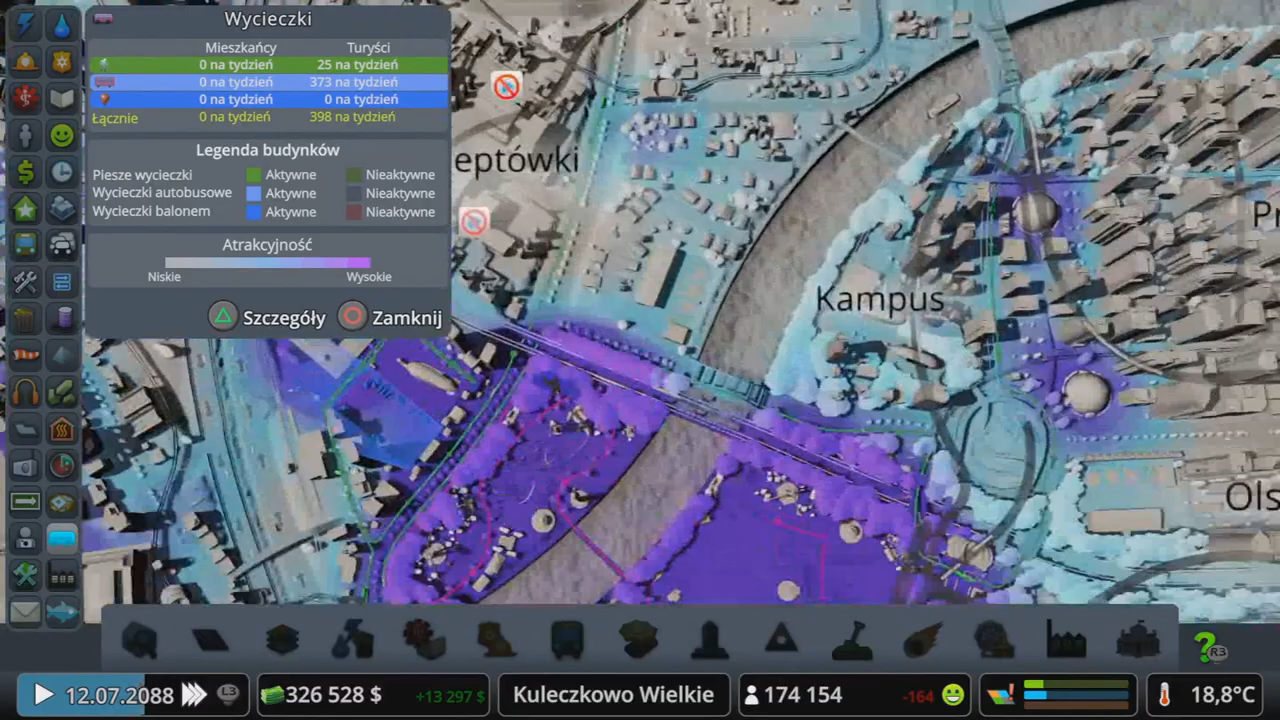 Wycieczki
Mieszkańcy Turyści
0 na tydzień 25 na tydzień
0 na tydzień 373 na tydzień
0 na tydzień 0 na tydzień
Łącznie 0 na tydzień 398 na tydzień
Legenda budynków
Piesze wycieczki Aktywne Nieaktywne
Wycieczki autobusowe Aktywne Nieaktywne
Wycieczki balonem Aktywne Nieaktywne
Atrakcyjność
Niskie Wysokie
Szczegóły Zamknij
eptówki
Kampus
Ols
R3
12.07.2088 L3 326 528 $ +13 297 $ Kuleczkowo Wielkie 174 154 -164 18,8°C